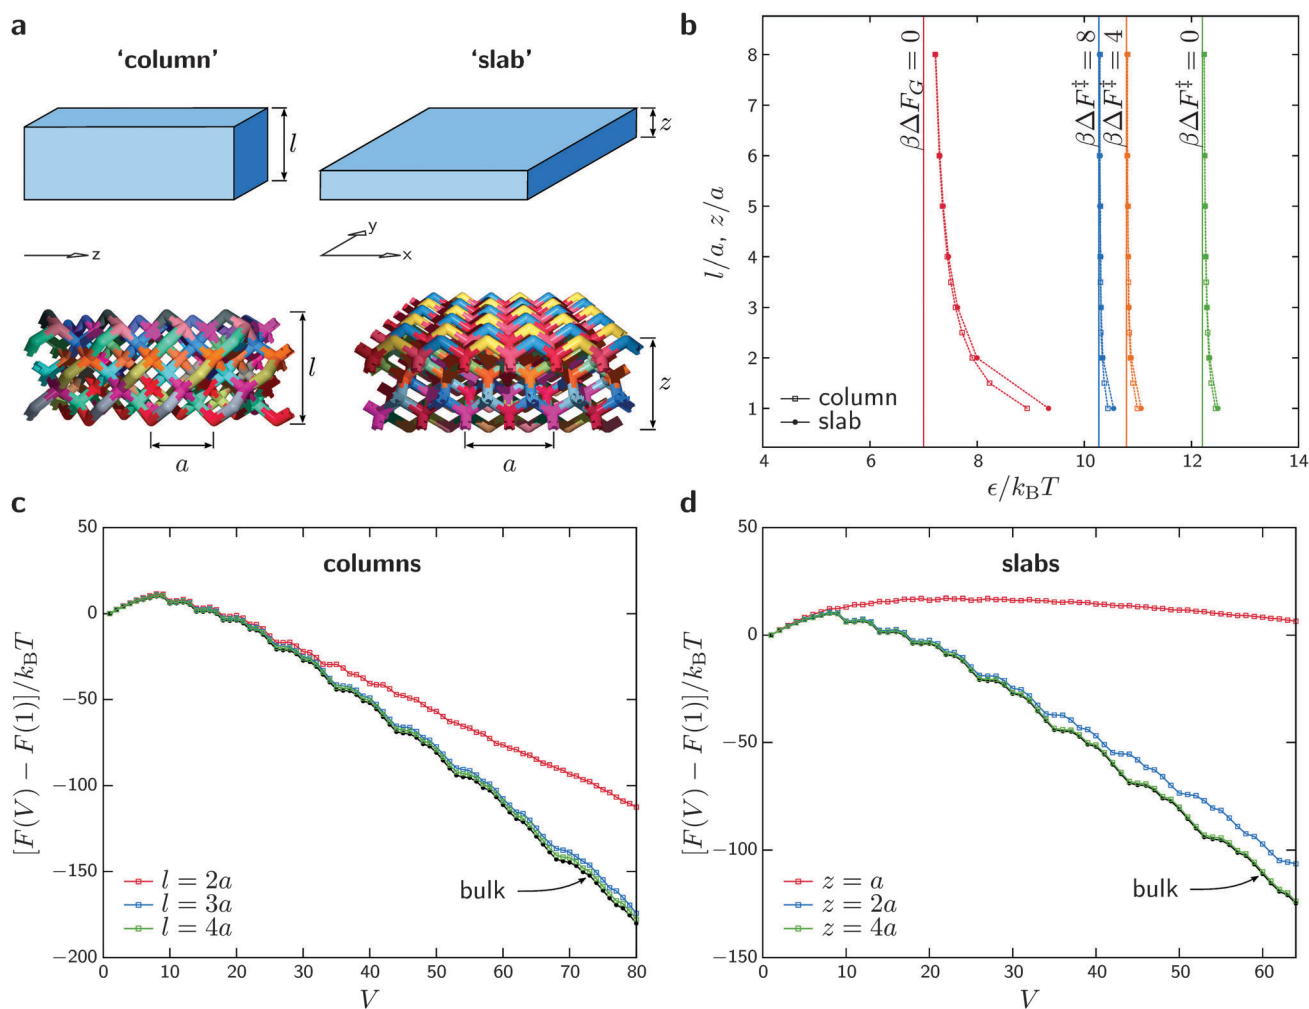 a
‘column’
‘slab’
l
z
z
y
x
l
z
a
a
b
βΔF_G = 0
βΔF‡ = 8
βΔF‡ = 4
βΔF‡ = 0
8
7
6
5
4
3
2
1
l/a, z/a
column
slab
4 6 8 10 12 14
ϵ/k_BT
c
columns
50
0
−50
−100
−150
−200
[F(V) − F(1)]/k_BT
l = 2a
l = 3a
l = 4a
bulk
0 10 20 30 40 50 60 70 80
V
d
slabs
50
0
−50
−100
−150
[F(V) − F(1)]/k_BT
z = a
z = 2a
z = 4a
bulk
0 10 20 30 40 50 60
V